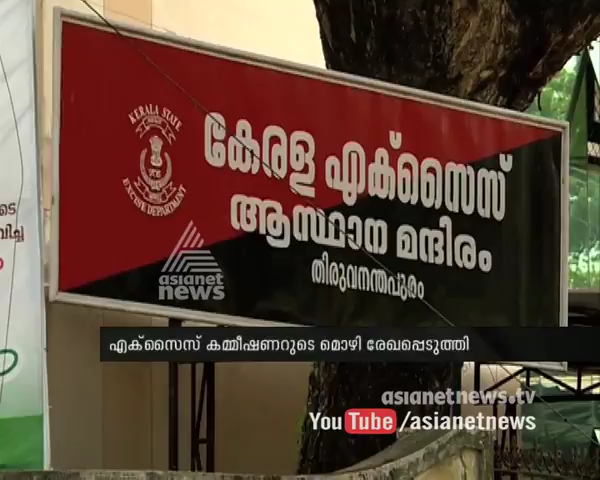 KERALA STATE
EXCISE DEPARTMENT
കേരള എക്സൈസ്
ആസ്ഥാന മന്ദിരം
തിരുവനന്തപുരം
asianet
news
എക്സൈസ് കമ്മീഷണറുടെ മൊഴി രേഖപ്പെടുത്തി
asianetnews.tv
YouTube /asianetnews